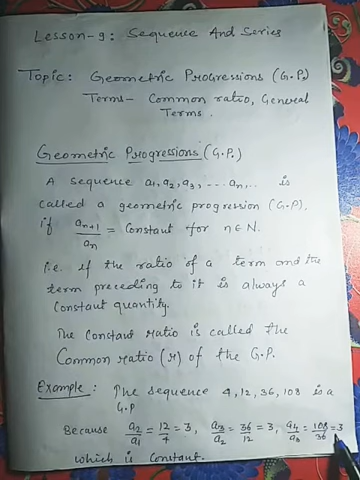 Lesson-9: Sequence And Series
Topic: Geometric Progressions (G.P.)
Terms- Common ratio, General
Terms.
Geometric Progressions (G.P.)
A sequence a₁, a₂, a₃, --- aₙ, .. is
called a geometric progression (G.P),
if aₙ₊₁/aₙ = Constant for n∈N.
i.e. if the ratio of a term and the
term preceding to it is always a
Constant quantity.
The Constant ratio is called the
Common ratio (r) of the G.P.
Example: The sequence 4, 12, 36, 108 is a
G.P
Because a₂/a₁ = 12/4 = 3, a₃/a₂ = 36/12 = 3, a₄/a₃ = 108/36 = 3
which is Constant.